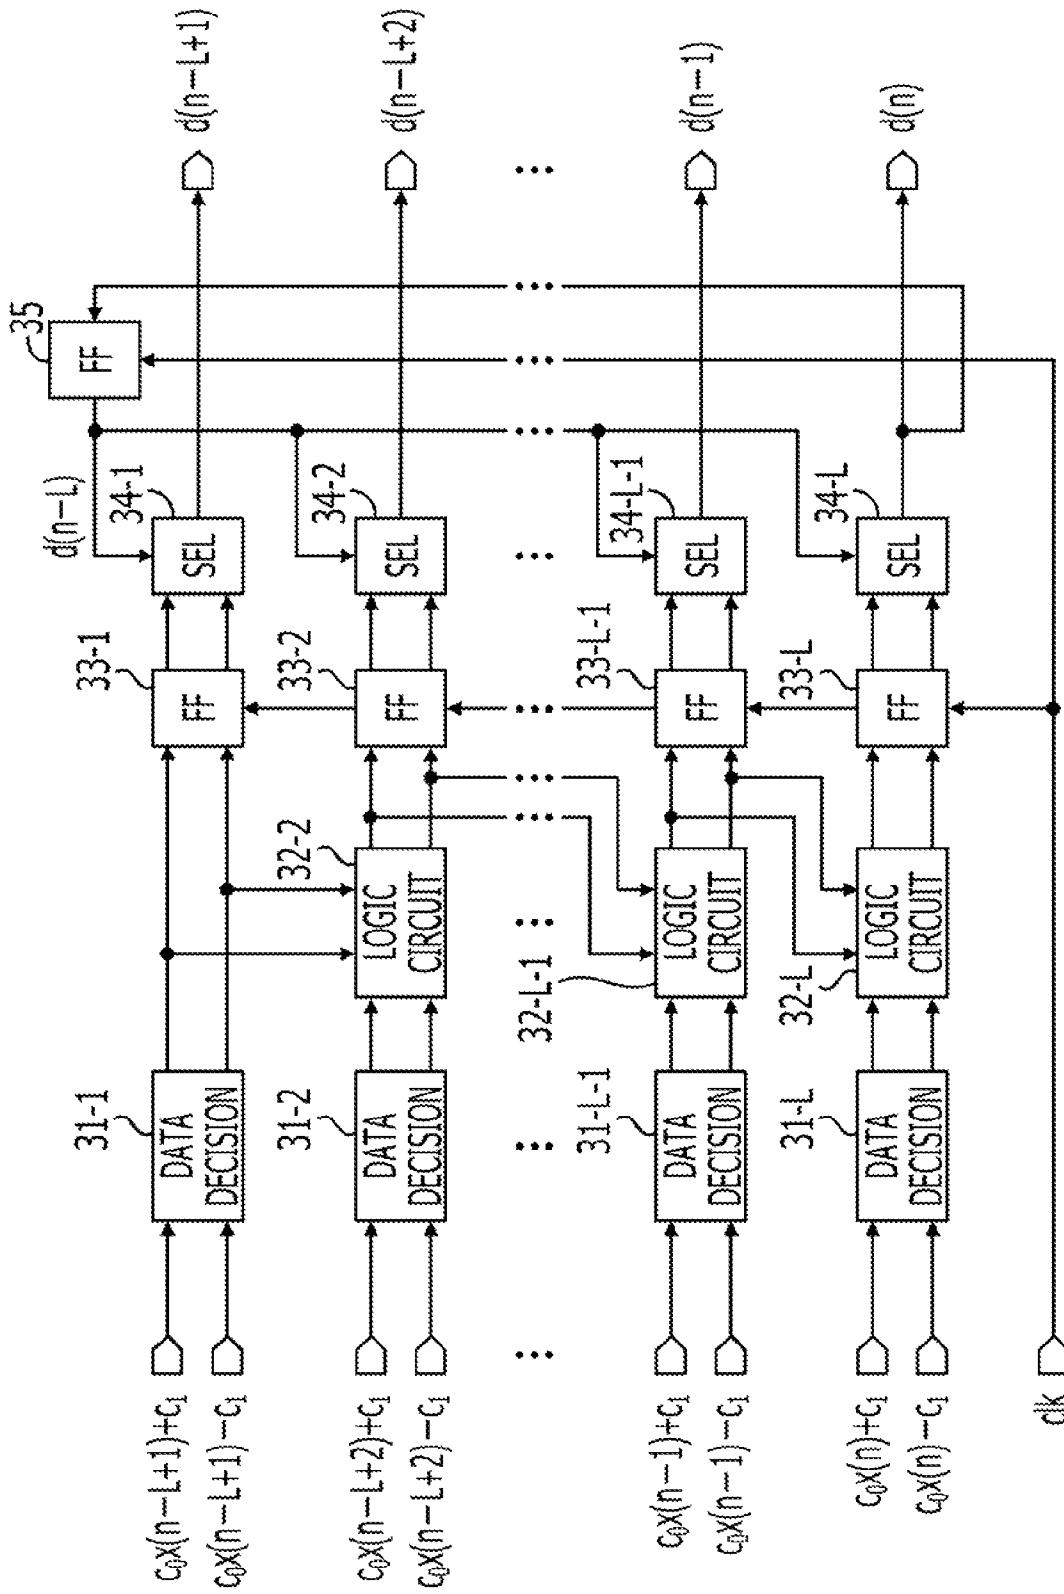 c₀x(n−L+1)+c₁
c₀x(n−L+1)−c₁
31-1
DATA DECISION
33-1
FF
d(n−L)
34-1
SEL
35
FF
d(n−L+1)
c₀x(n−L+2)+c₁
c₀x(n−L+2)−c₁
31-2
DATA DECISION
32-2
LOGIC CIRCUIT
33-2
FF
34-2
SEL
d(n−L+2)
...
...
...
...
...
...
...
...
...
...
...
c₀x(n−1)+c₁
c₀x(n−1)−c₁
31-L-1
DATA DECISION
32-L-1
LOGIC CIRCUIT
33-L-1
FF
34-L-1
SEL
d(n−1)
c₀x(n)+c₁
c₀x(n)−c₁
31-L
DATA DECISION
32-L
LOGIC CIRCUIT
33-L
FF
34-L
SEL
d(n)
clk